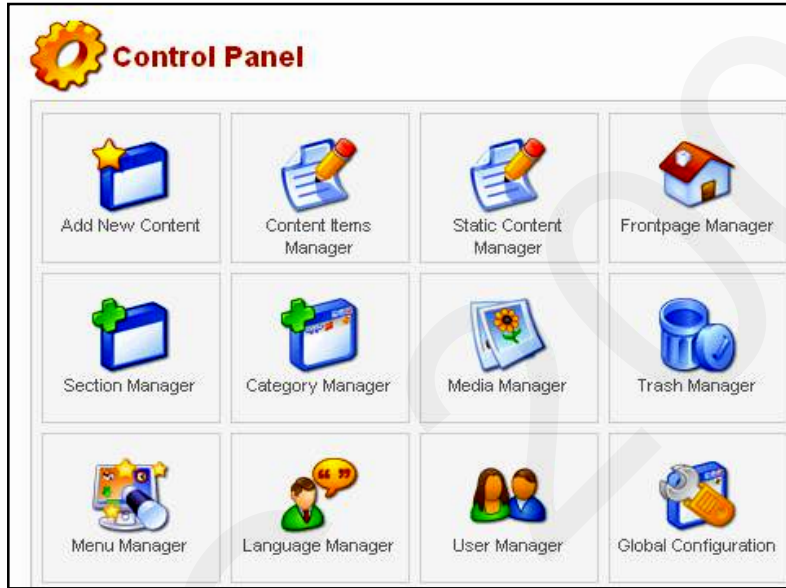 Control Panel
Add New Content
Content Items
Manager
Static Content
Manager
Frontpage Manager
Section Manager
Category Manager
Media Manager
Trash Manager
Menu Manager
Language Manager
User Manager
Global Configuration